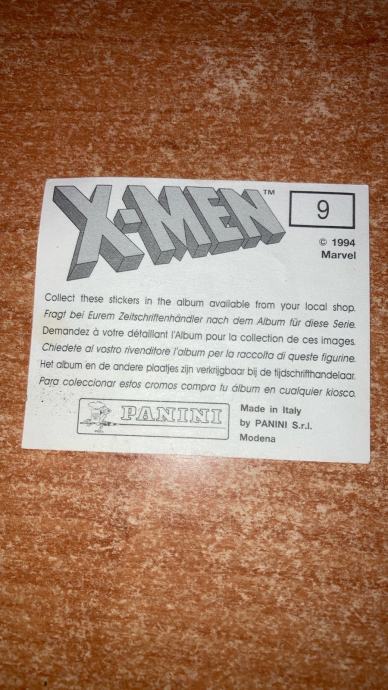 X-MEN™
9
© 1994
Marvel
Collect these stickers in the album available from your local shop.
Fragt bei Eurem Zeitschriftenhändler nach dem Album für diese Serie.
Demandez à votre détaillant l'Album pour la collection de ces images.
Chiedete al vostro rivenditore l'album per la raccolta di queste figurine.
Het album en de andere plaatjes zijn verkrijgbaar bij de tijdschrifthandelaar.
Para coleccionar estos cromos compra tu álbum en cualquier kiosco.
PANINI
Made in Italy
by PANINI S.r.l.
Modena